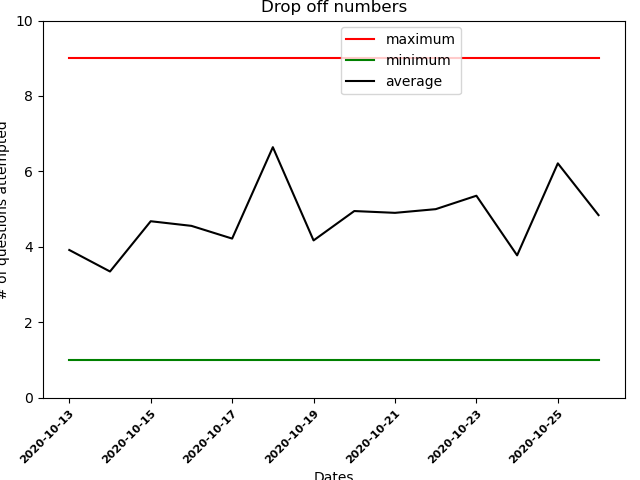 Drop off numbers
maximum
minimum
average
# of questions attempted
10
8
6
4
2
0
2020-10-13
2020-10-15
2020-10-17
2020-10-19
2020-10-21
2020-10-23
2020-10-25
Dates